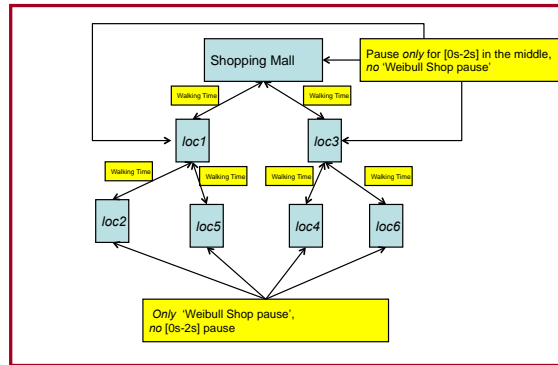 Shopping Mall
Pause only for [0s-2s] in the middle,
no 'Weibull Shop pause'
Walking Time
Walking Time
loc1
loc3
Walking Time
Walking Time
Walking Time
Walking Time
loc2
loc5
loc4
loc6
Only 'Weibull Shop pause',
no [0s-2s] pause